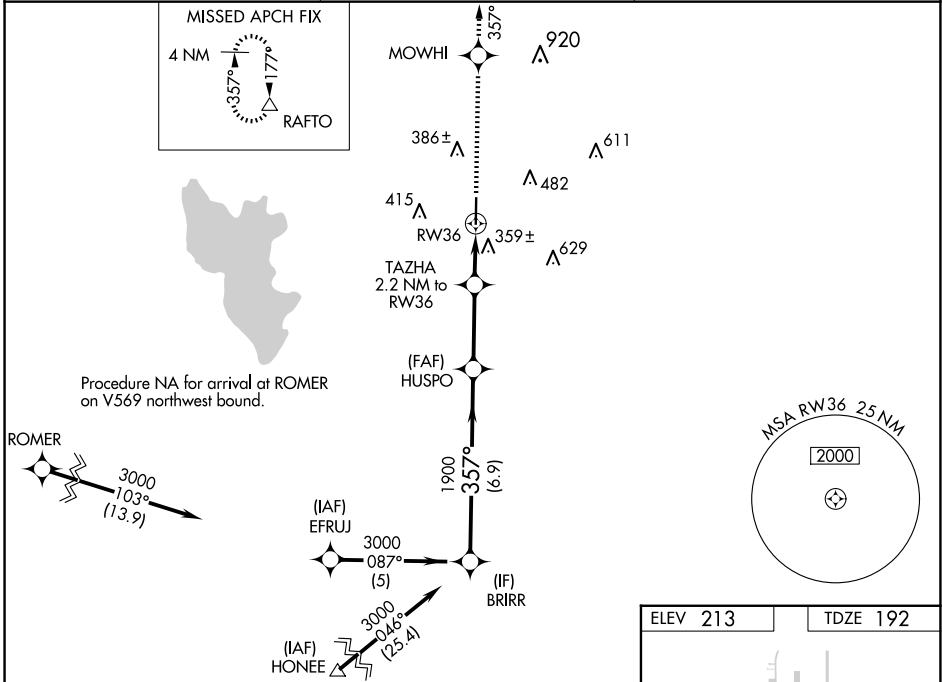 MISSED APCH FIX
4 NM
357°
177°
RAFTO
357°
MOWHI
920
386±
611
482
415
RW36
359±
629
TAZHA
2.2 NM to
RW36
(FAF)
HUSPO
Procedure NA for arrival at ROMER
on V569 northwest bound.
ROMER
3000
103°
(13.9)
1900
357°
(6.9)
MSA RW36 25 NM
2000
(IAF)
EFRUJ
3000
087°
(5)
(IF)
BRIRR
3000
046°
(25.4)
(IAF)
HONEE
ELEV 213
TDZE 192